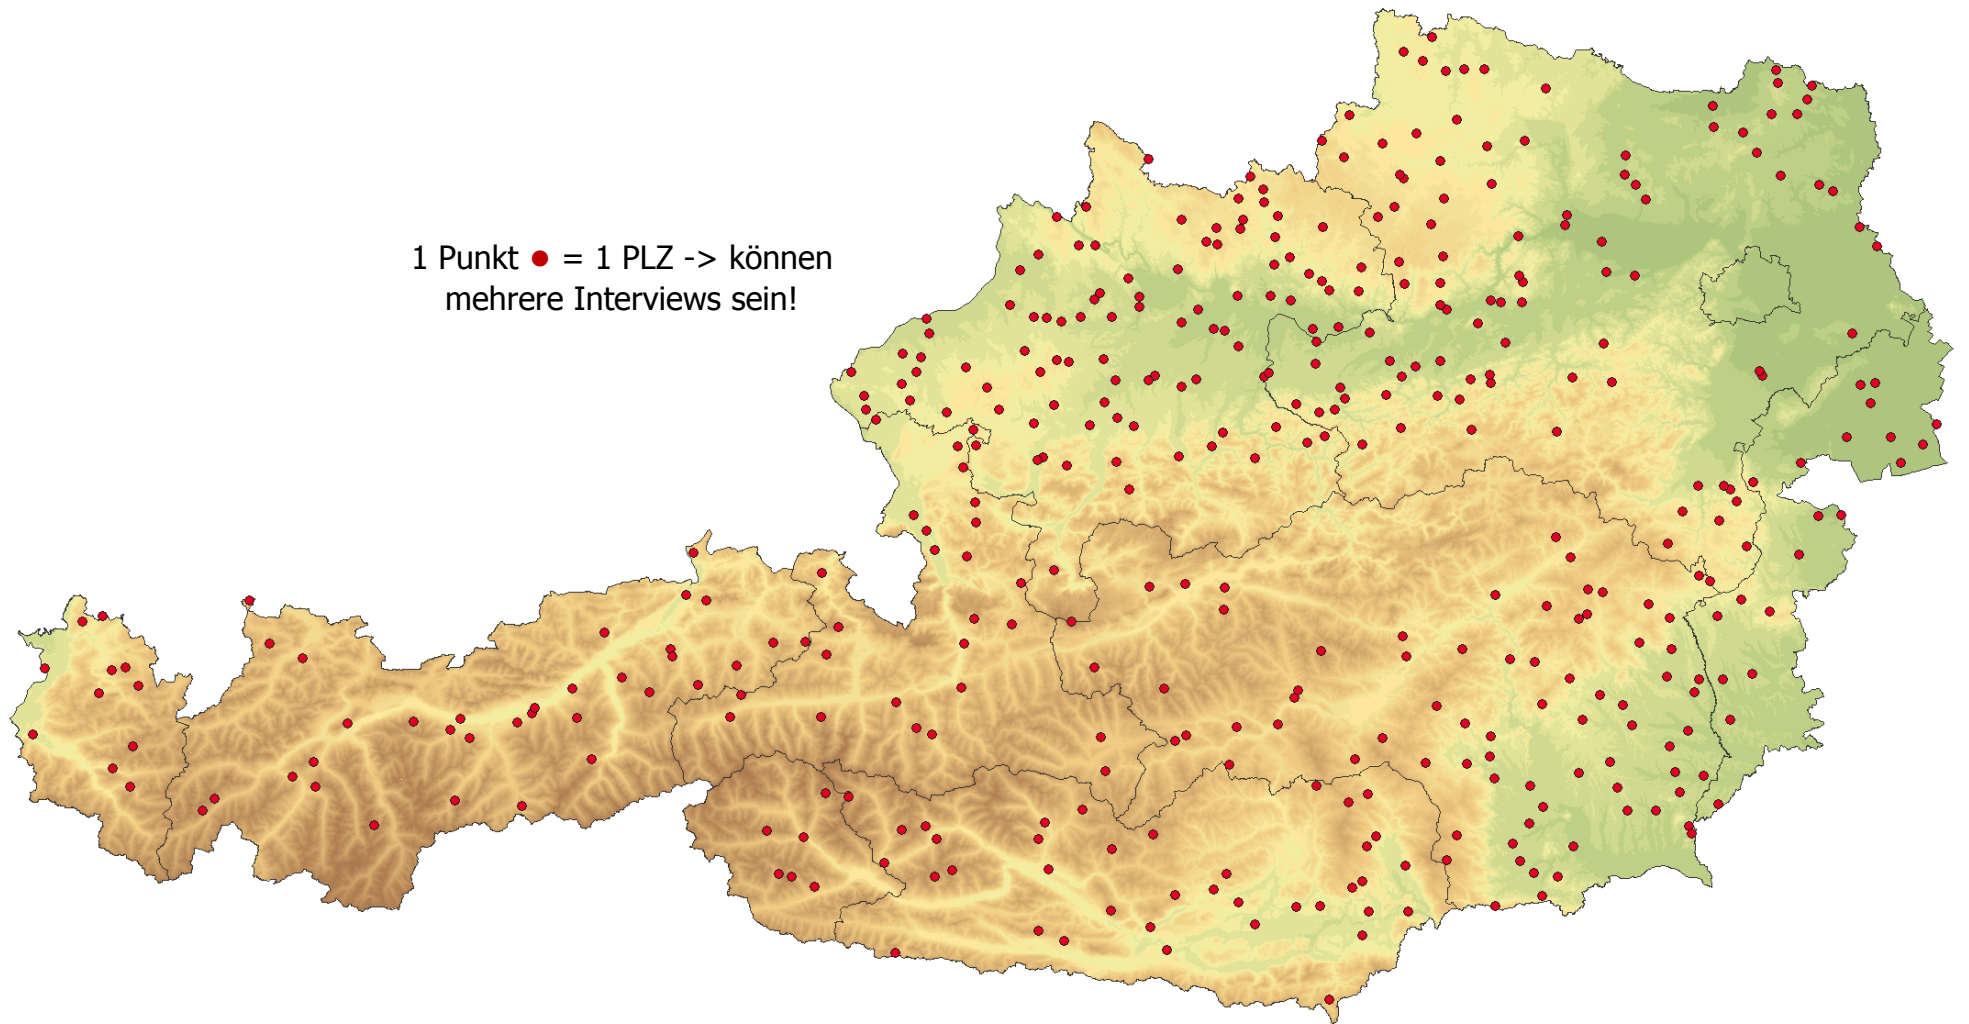 1 Punkt ● = 1 PLZ -> können
mehrere Interviews sein!